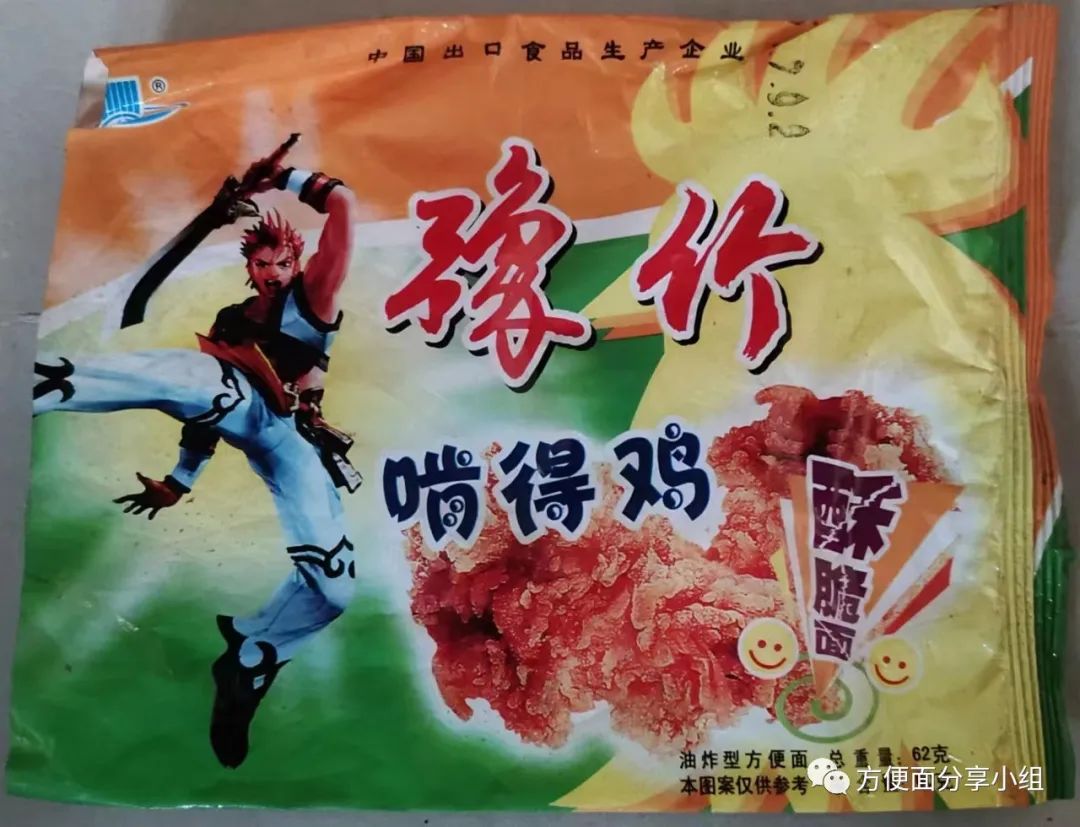 中国出口食品生产企业
®
豫竹
啃得鸡
酥脆面
油炸型方便面 总重量:62克
本图案仅供参考
方便面分享小组